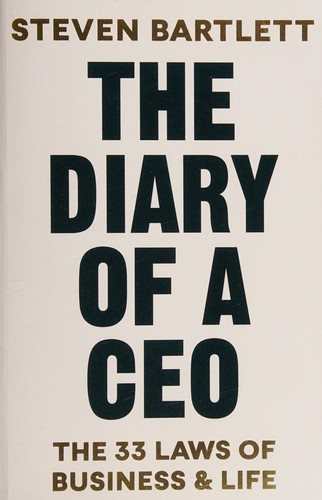 STEVEN BARTLETT
THE
DIARY
OF A
CEO
THE 33 LAWS OF
BUSINESS & LIFE